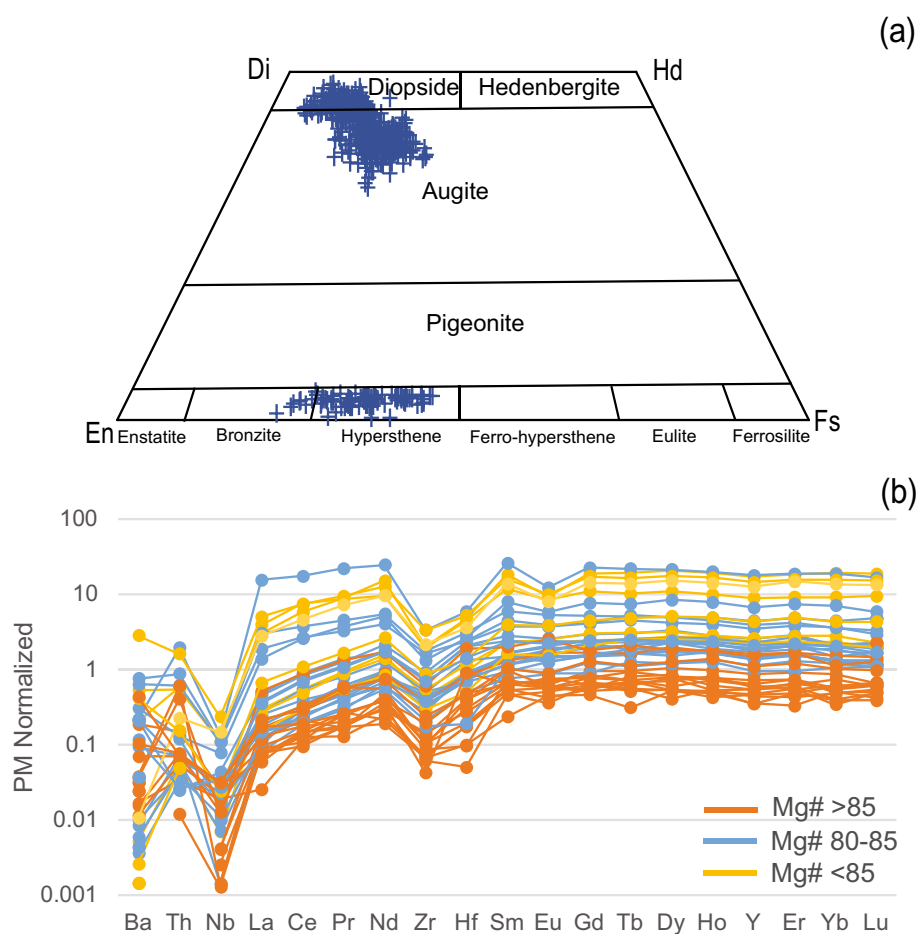 (a)
Di
Hd
Diopside
Hedenbergite
Augite
Pigeonite
En
Fs
Enstatite
Bronzite
Hypersthene
Ferro-hypersthene
Eulite
Ferrosilite
(b)
100
10
1
0.1
0.01
0.001
PM Normalized
Mg# >85
Mg# 80-85
Mg# <85
Ba Th Nb La Ce Pr Nd Zr Hf Sm Eu Gd Tb Dy Ho Y Er Yb Lu